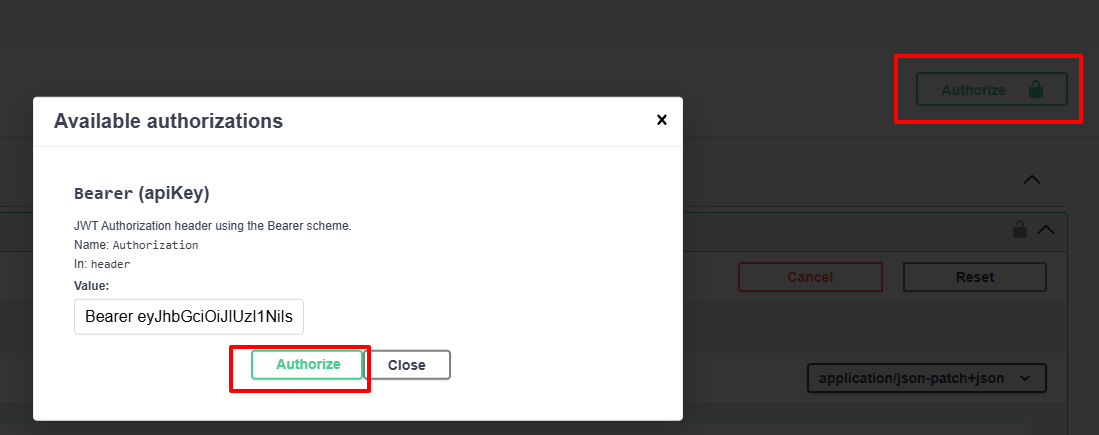 Authorize
Available authorizations
×
Bearer (apiKey)
JWT Authorization header using the Bearer scheme.
Name: Authorization
In: header
Value:
Bearer eyJhbGciOiJIUzI1NiIs
Authorize
Close
Cancel
Reset
application/json-patch+json